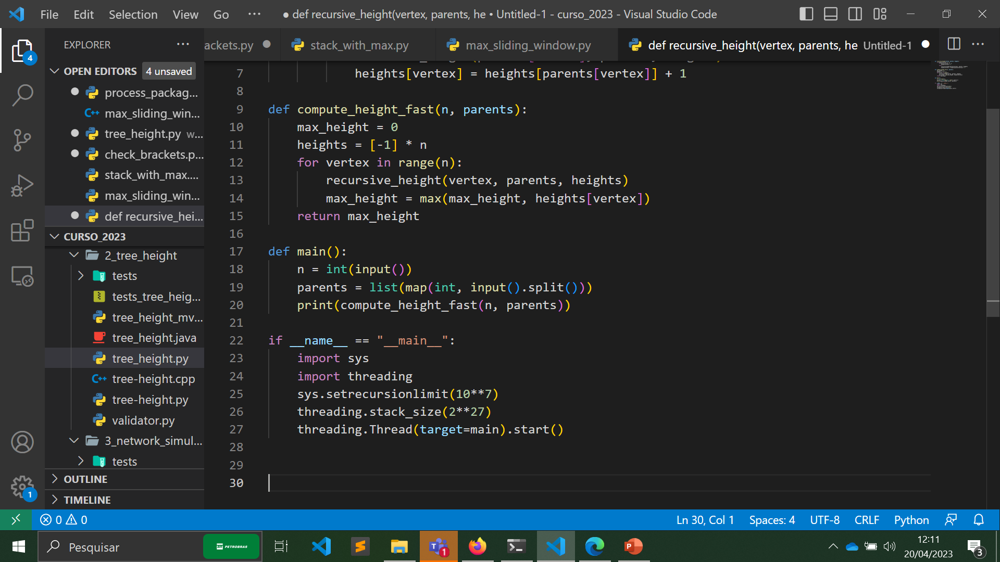 File Edit Selection View Go ··· ● def recursive_height(vertex, parents, he • Untitled-1 - curso_2023 - Visual Studio Code
EXPLORER ···
ackets.py ● stack_with_max.py max_sliding_window.py def recursive_height(vertex, parents, he Untitled-1 ● ···
4
OPEN EDITORS 4 unsaved
process_packag...
max_sliding_win...
tree_height.py w...
check_brackets.p...
stack_with_max....
max_sliding_win...
def recursive_hei...
CURSO_2023
2_tree_height
tests
tests_tree_heig...
tree_height_mv...
tree_height.java
tree_height.py
tree-height.cpp
tree-height.py
validator.py
3_network_simul...
tests
OUTLINE
TIMELINE
1
7 heights[vertex] = heights[parents[vertex]] + 1
8
9 def compute_height_fast(n, parents):
10 max_height = 0
11 heights = [-1] * n
12 for vertex in range(n):
13 recursive_height(vertex, parents, heights)
14 max_height = max(max_height, heights[vertex])
15 return max_height
16
17 def main():
18 n = int(input())
19 parents = list(map(int, input().split()))
20 print(compute_height_fast(n, parents))
21
22 if __name__ == "__main__":
23 import sys
24 import threading
25 sys.setrecursionlimit(10**7)
26 threading.stack_size(2**27)
27 threading.Thread(target=main).start()
28
29
30
0 0 Ln 30, Col 1 Spaces: 4 UTF-8 CRLF Python
Pesquisar BR PETROBRAS
1
12:11
20/04/2023
3